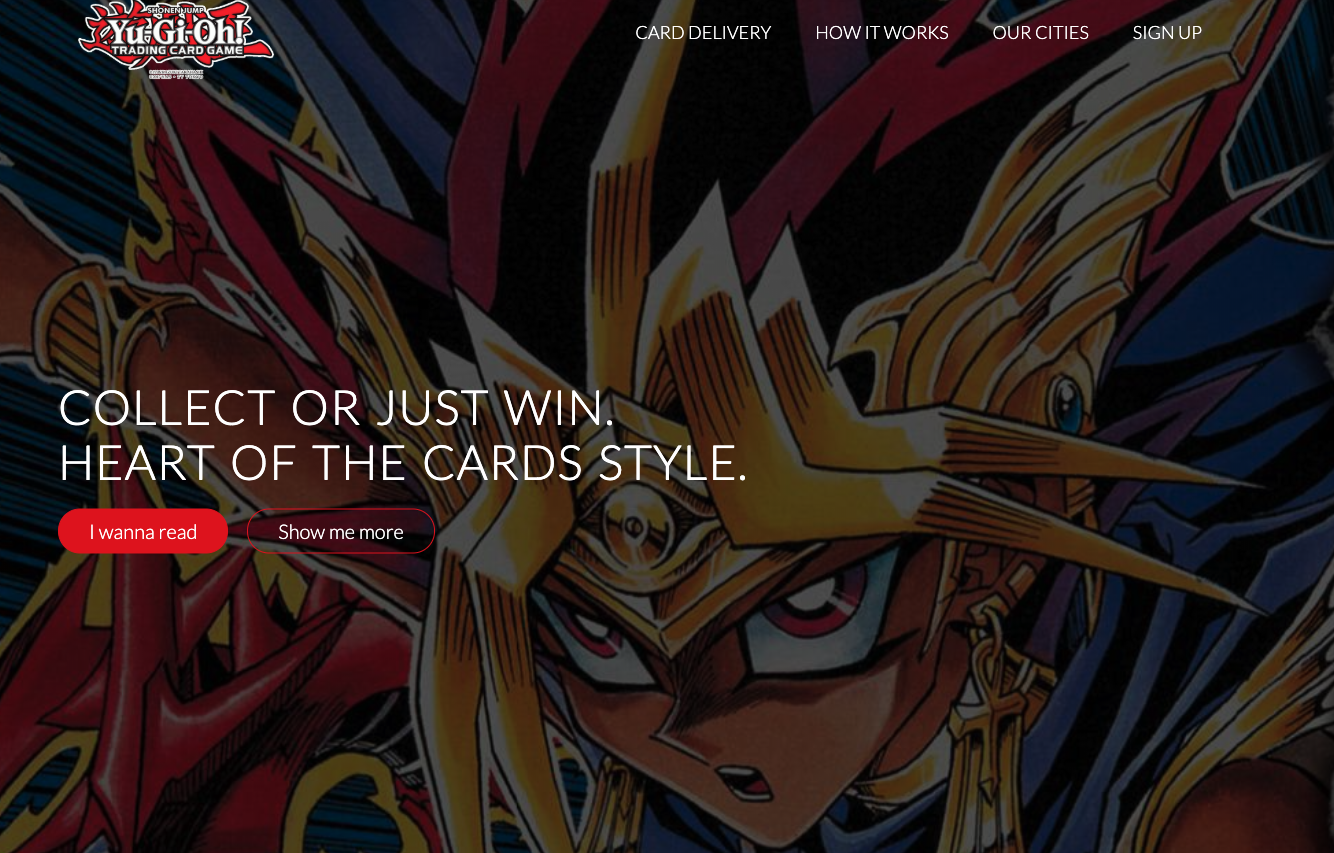 SHONEN JUMP
Yu-Gi-Oh!
TRADING CARD GAME
CARD DELIVERY
HOW IT WORKS
OUR CITIES
SIGN UP
COLLECT OR JUST WIN.
HEART OF THE CARDS STYLE.
I wanna read
Show me more